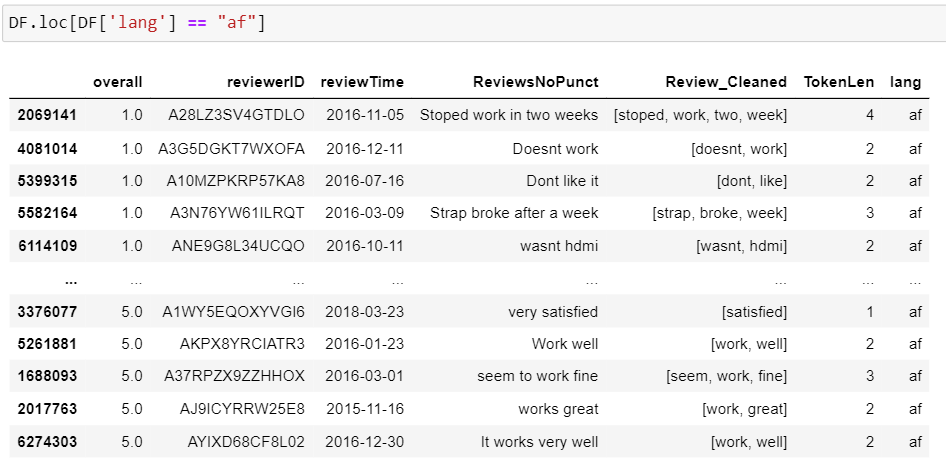 DF.loc[DF['lang'] == "af"]
overall reviewerID reviewTime ReviewsNoPunct Review_Cleaned TokenLen lang
2069141 1.0 A28LZ3SV4GTDLO 2016-11-05 Stoped work in two weeks [stoped, work, two, week] 4 af
4081014 1.0 A3G5DGKT7WXOFA 2016-12-11 Doesnt work [doesnt, work] 2 af
5399315 1.0 A10MZPKRP57KA8 2016-07-16 Dont like it [dont, like] 2 af
5582164 1.0 A3N76YW61ILRQT 2016-03-09 Strap broke after a week [strap, broke, week] 3 af
6114109 1.0 ANE9G8L34UCQO 2016-10-11 wasnt hdmi [wasnt, hdmi] 2 af
... ... ... ... ... ... ... ...
3376077 5.0 A1WY5EQOXYVGI6 2018-03-23 very satisfied [satisfied] 1 af
5261881 5.0 AKPX8YRCIATR3 2016-01-23 Work well [work, well] 2 af
1688093 5.0 A37RPZX9ZZHHOX 2016-03-01 seem to work fine [seem, work, fine] 3 af
2017763 5.0 AJ9ICYRRW25E8 2015-11-16 works great [work, great] 2 af
6274303 5.0 AYIXD68CF8L02 2016-12-30 It works very well [work, well] 2 af